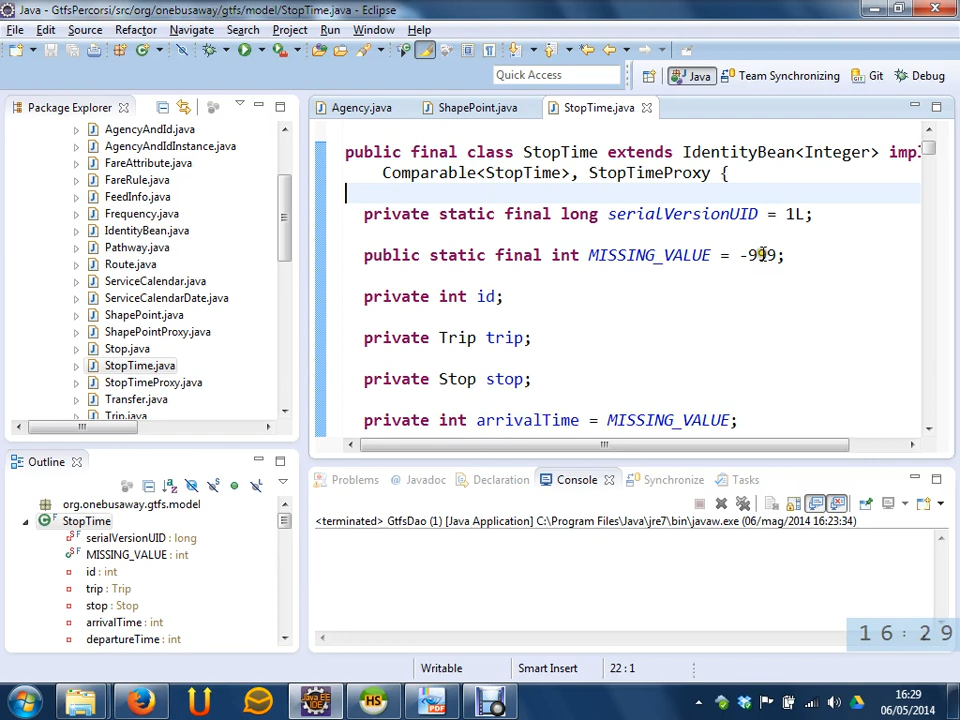 Java - GtfsPercorsi/src/org/onebusaway/gtfs/model/StopTime.java - Eclipse
File Edit Source Refactor Navigate Search Project Run Window Help
Quick Access
Java Team Synchronizing Git Debug
Package Explorer
Agency.java ShapePoint.java StopTime.java
AgencyAndId.java
AgencyAndIdInstance.java
FareAttribute.java
FareRule.java
FeedInfo.java
Frequency.java
IdentityBean.java
Pathway.java
Route.java
ServiceCalendar.java
ServiceCalendarDate.java
ShapePoint.java
ShapePointProxy.java
Stop.java
StopTime.java
StopTimeProxy.java
Transfer.java
Trip.java
public final class StopTime extends IdentityBean<Integer> impl
Comparable<StopTime>, StopTimeProxy {
private static final long serialVersionUID = 1L;
public static final int MISSING_VALUE = -999;
private int id;
private Trip trip;
private Stop stop;
private int arrivalTime = MISSING_VALUE;
Outline
org.onebusaway.gtfs.model
StopTime
serialVersionUID : long
MISSING_VALUE : int
id : int
trip : Trip
stop : Stop
arrivalTime : int
departureTime : int
Problems Javadoc Declaration Console Synchronize Tasks
<terminated> GtfsDao (1) [Java Application] C:\Program Files\Java\jre7\bin\javaw.exe (06/mag/2014 16:23:34)
16:29
Writable Smart Insert 22 : 1
Java EE IDE
HS
PDF
16:29
06/05/2014